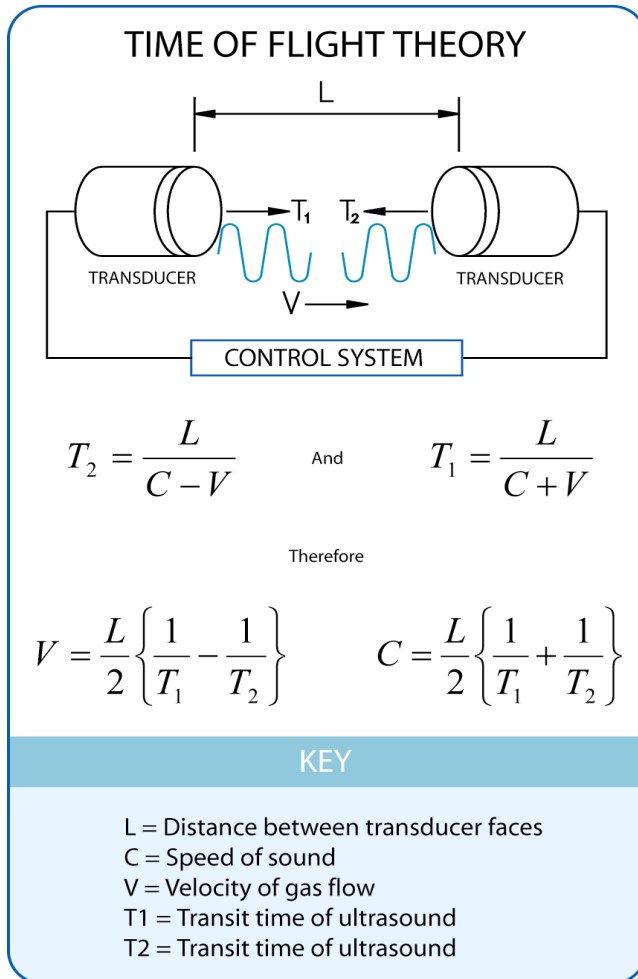 TIME OF FLIGHT THEORY
L
T₁ T₂
TRANSDUCER TRANSDUCER
V
CONTROL SYSTEM
T₂ = L / (C − V) And T₁ = L / (C + V)
Therefore
V = L/2 {1/T₁ − 1/T₂} C = L/2 {1/T₁ + 1/T₂}
KEY
L = Distance between transducer faces
C = Speed of sound
V = Velocity of gas flow
T1 = Transit time of ultrasound
T2 = Transit time of ultrasound